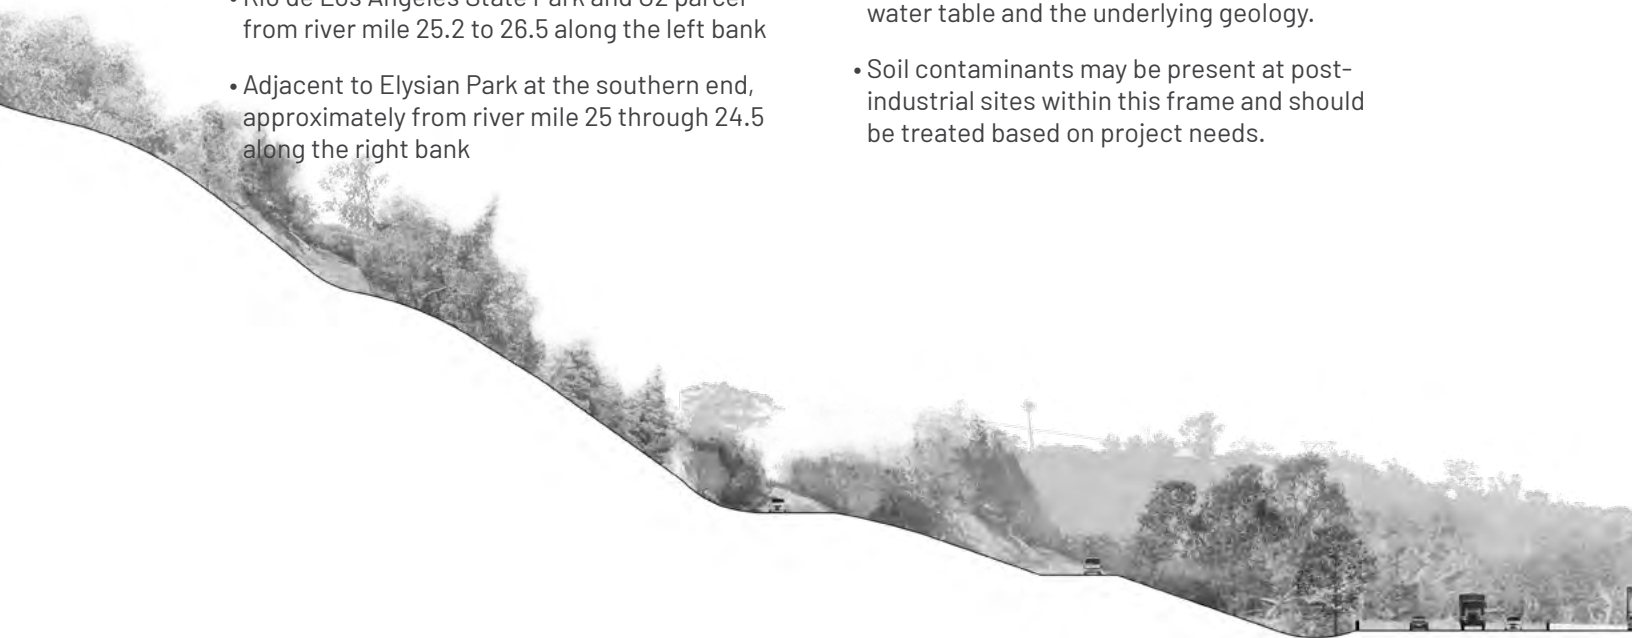 • Rio de Los Angeles State Park and G2 parcel
from river mile 25.2 to 26.5 along the left bank
• Adjacent to Elysian Park at the southern end,
approximately from river mile 25 through 24.5
along the right bank
water table and the underlying geology.
• Soil contaminants may be present at post-
industrial sites within this frame and should
be treated based on project needs.